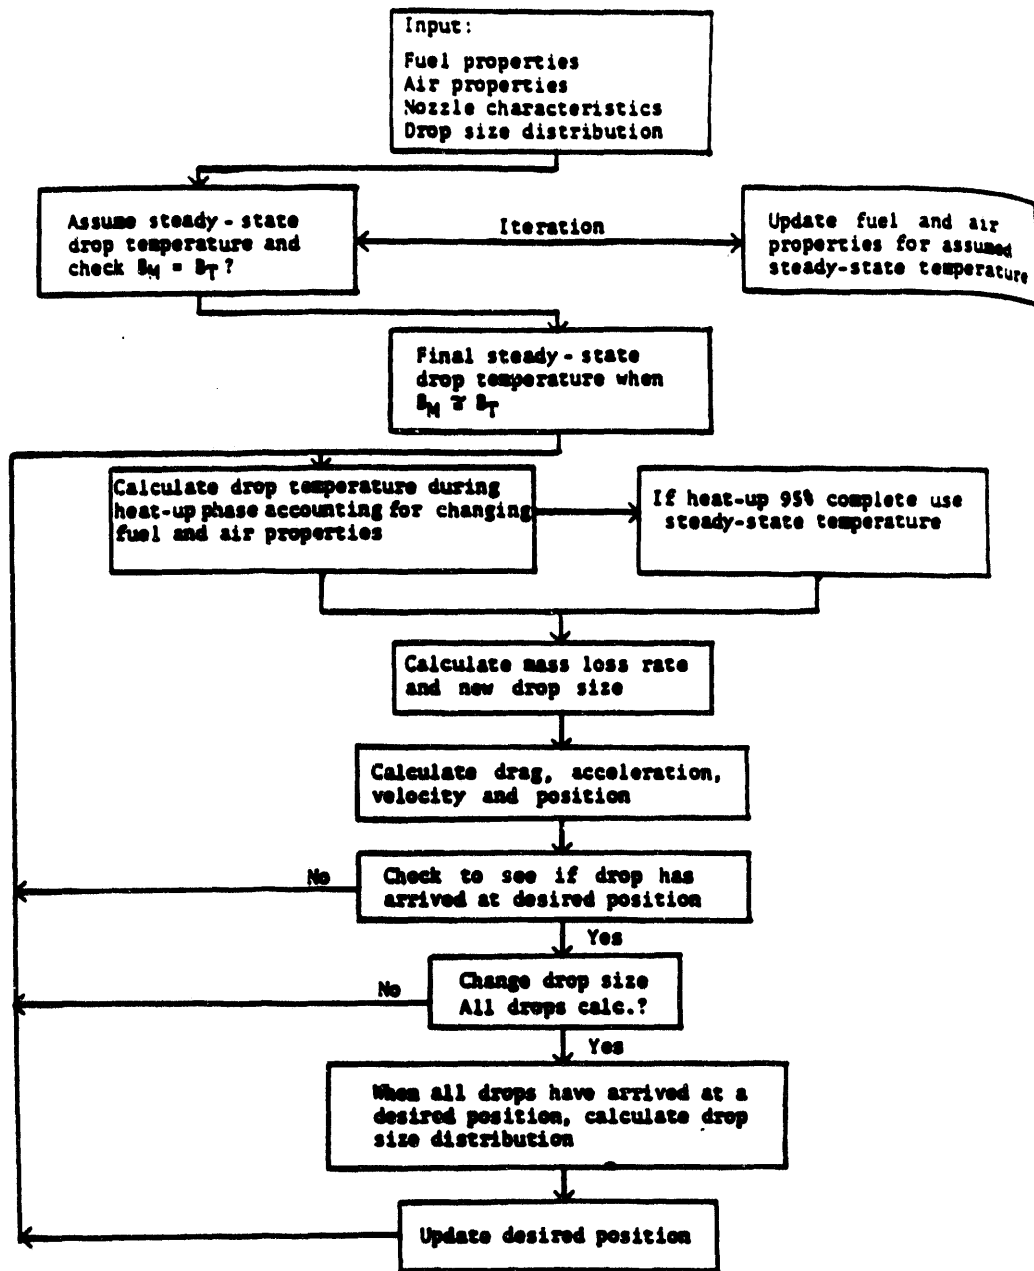 Input:
Fuel properties
Air properties
Nozzle characteristics
Drop size distribution
Assume steady-state
drop temperature and
check BM = BT?
Iteration
Update fuel and air
properties for assumed
steady-state temperature
Final steady-state
drop temperature when
BM ≃ BT
Calculate drop temperature during
heat-up phase accounting for changing
fuel and air properties
If heat-up 95% complete use
steady-state temperature
Calculate mass loss rate
and new drop size
Calculate drag, acceleration,
velocity and position
No
Check to see if drop has
arrived at desired position
Yes
No
Change drop size
All drops calc.?
Yes
When all drops have arrived at a
desired position, calculate drop
size distribution
Update desired position